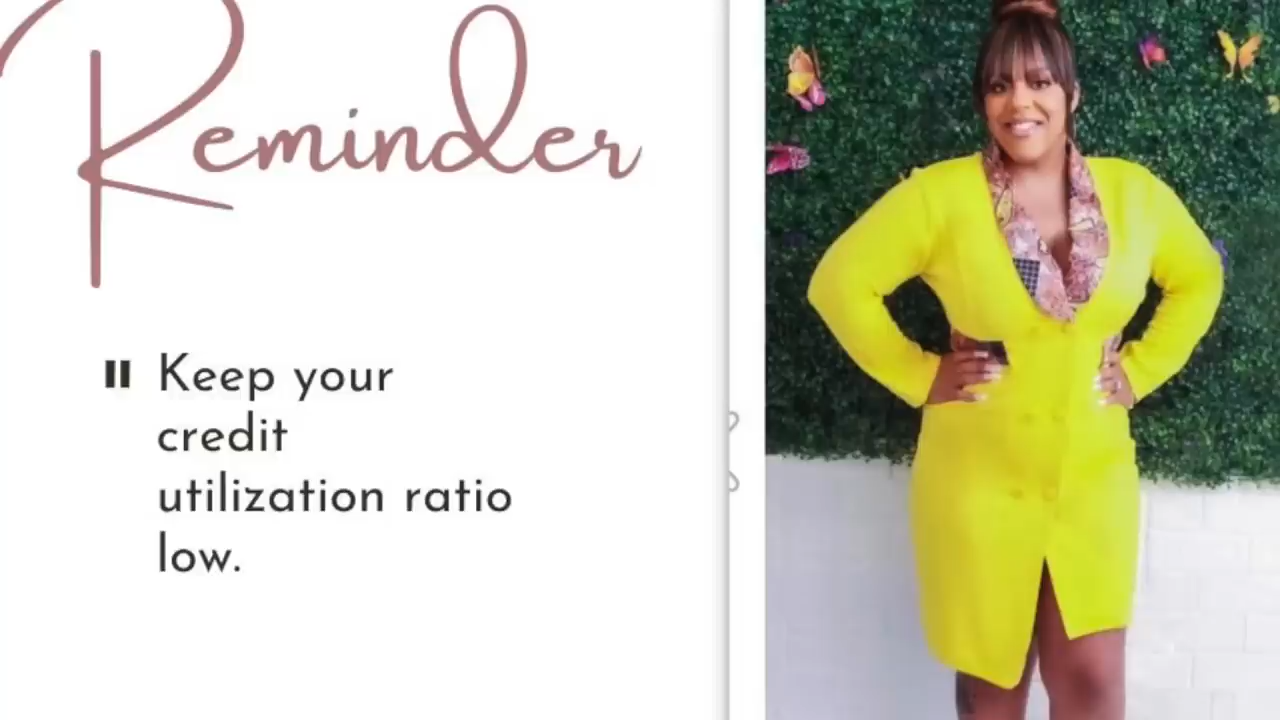 Reminder
" Keep your
credit
utilization ratio
low.